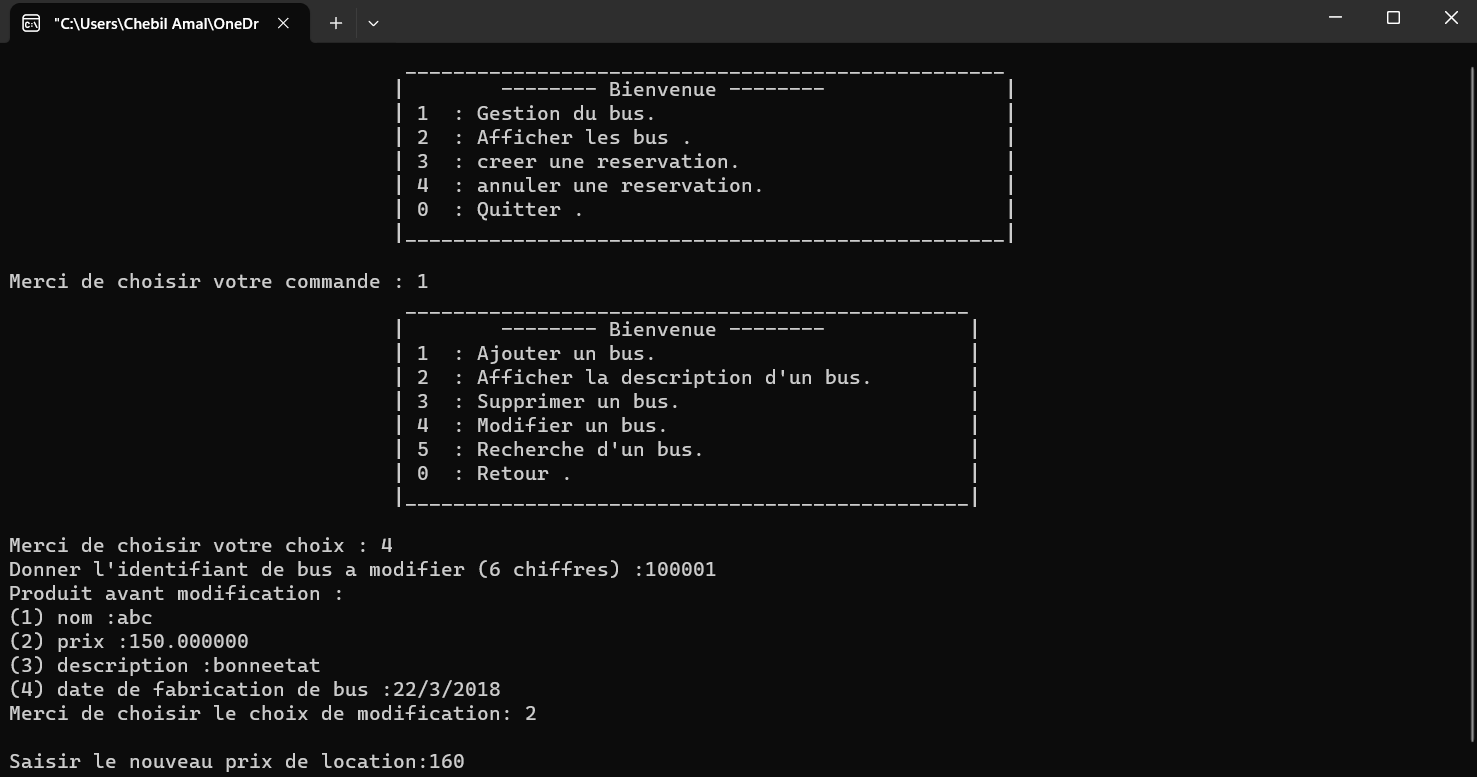 "C:\Users\Chebil Amal\OneDr
-------- Bienvenue --------
1 : Gestion du bus.
2 : Afficher les bus .
3 : creer une reservation.
4 : annuler une reservation.
0 : Quitter .
Merci de choisir votre commande : 1
-------- Bienvenue --------
1 : Ajouter un bus.
2 : Afficher la description d'un bus.
3 : Supprimer un bus.
4 : Modifier un bus.
5 : Recherche d'un bus.
0 : Retour .
Merci de choisir votre choix : 4
Donner l'identifiant de bus a modifier (6 chiffres) :100001
Produit avant modification :
(1) nom :abc
(2) prix :150.000000
(3) description :bonneetat
(4) date de fabrication de bus :22/3/2018
Merci de choisir le choix de modification: 2
Saisir le nouveau prix de location:160